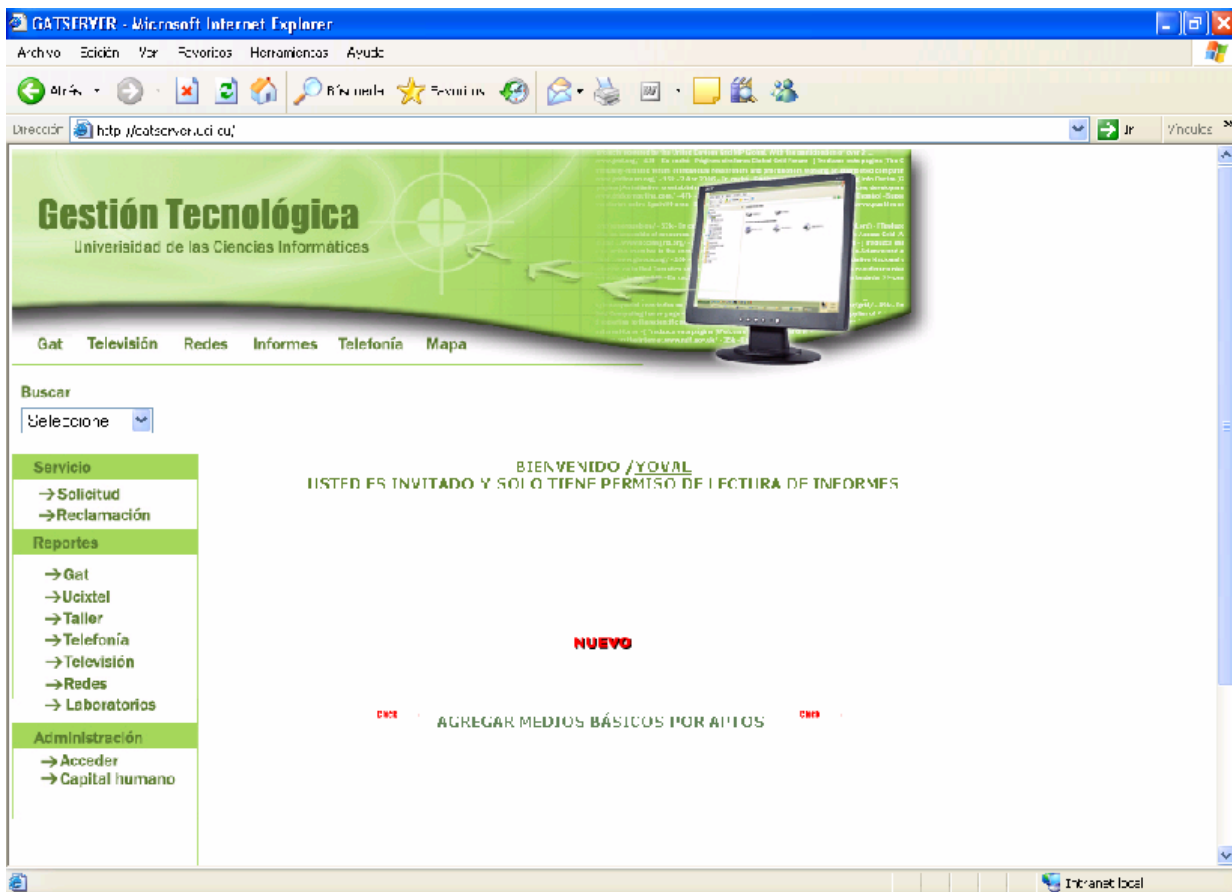 GATSERVER - Microsoft Internet Explorer
Archivo Edición Ver Favoritos Herramientas Ayuda
Atrás Búsqueda Favoritos
Dirección http://gatserver.uci.cu/ Ir Vínculos
Gestión Tecnológica
Univerisidad de las Ciencias Informáticas
Gat Televisión Redes Informes Telefonía Mapa
Buscar
Seleccione
Servicio
Solicitud
Reclamación
Reportes
Gat
Ucixtel
Taller
Telefonía
Televisión
Redes
Laboratorios
Administración
Acceder
Capital humano
BIENVENIDO /YOVAL
USTED ES INVITADO Y SOLO TIENE PERMISO DE LECTURA DE INFORMES
NUEVO
AGREGAR MEDIOS BÁSICOS POR APTOS
Intranet local